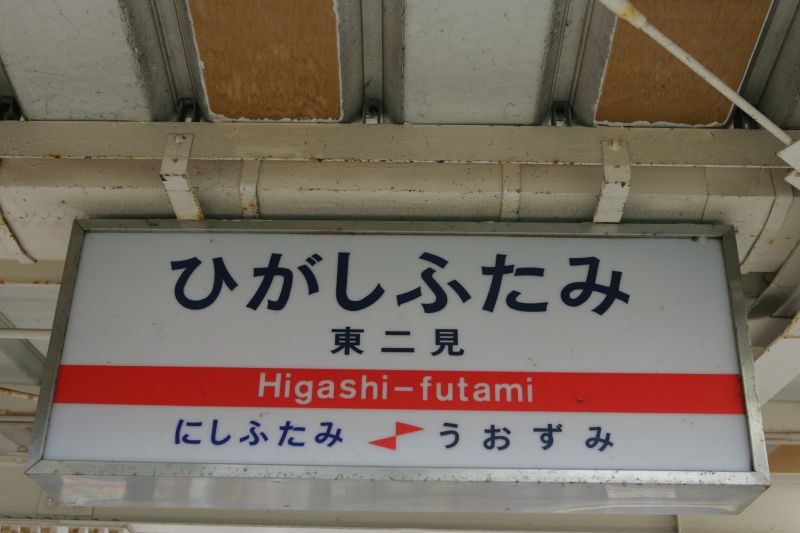 ひがしふたみ
東二見
Higashi-futami
にしふたみ うおずみ